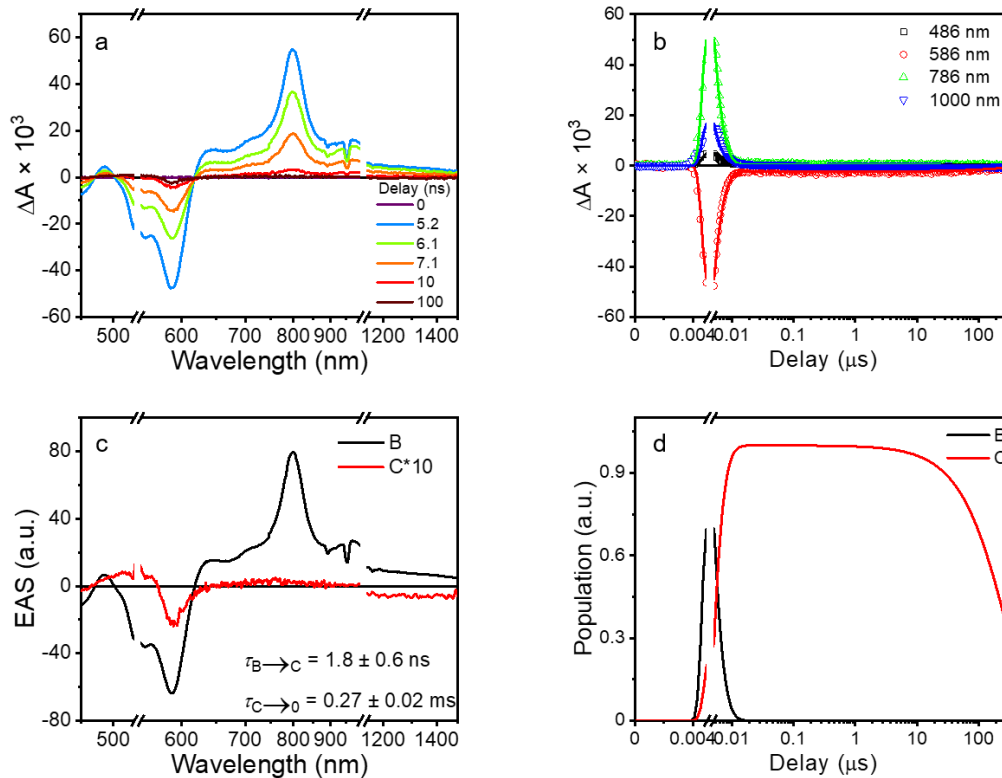 a
ΔA × 10³
60
40
20
0
-20
-40
-60
Delay (ns)
0
5.2
6.1
7.1
10
100
500
600
700
800
900
1200
1400
Wavelength (nm)
b
486 nm
586 nm
786 nm
1000 nm
ΔA × 10³
60
40
20
0
-20
-40
-60
0
0.004
0.01
0.1
1
10
100
Delay (μs)
c
B
C*10
EAS (a.u.)
80
40
0
-40
-80
τB→C = 1.8 ± 0.6 ns
τC→0 = 0.27 ± 0.02 ms
500
600
700
800
900
1200
1400
Wavelength (nm)
d
Population (a.u.)
0.9
0.6
0.3
0
0
0.004
0.01
0.1
1
10
100
Delay (μs)